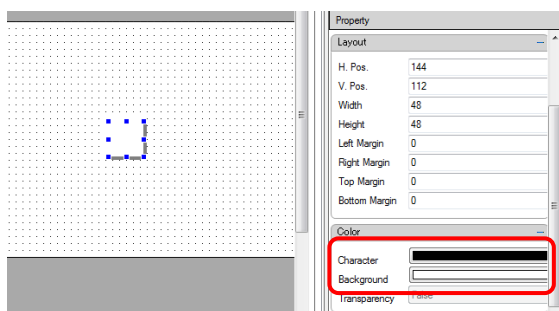 Property
Layout
H. Pos. 144
V. Pos. 112
Width 48
Height 48
Left Margin 0
Right Margin 0
Top Margin 0
Bottom Margin 0
Color
Character
Background
Transparency False